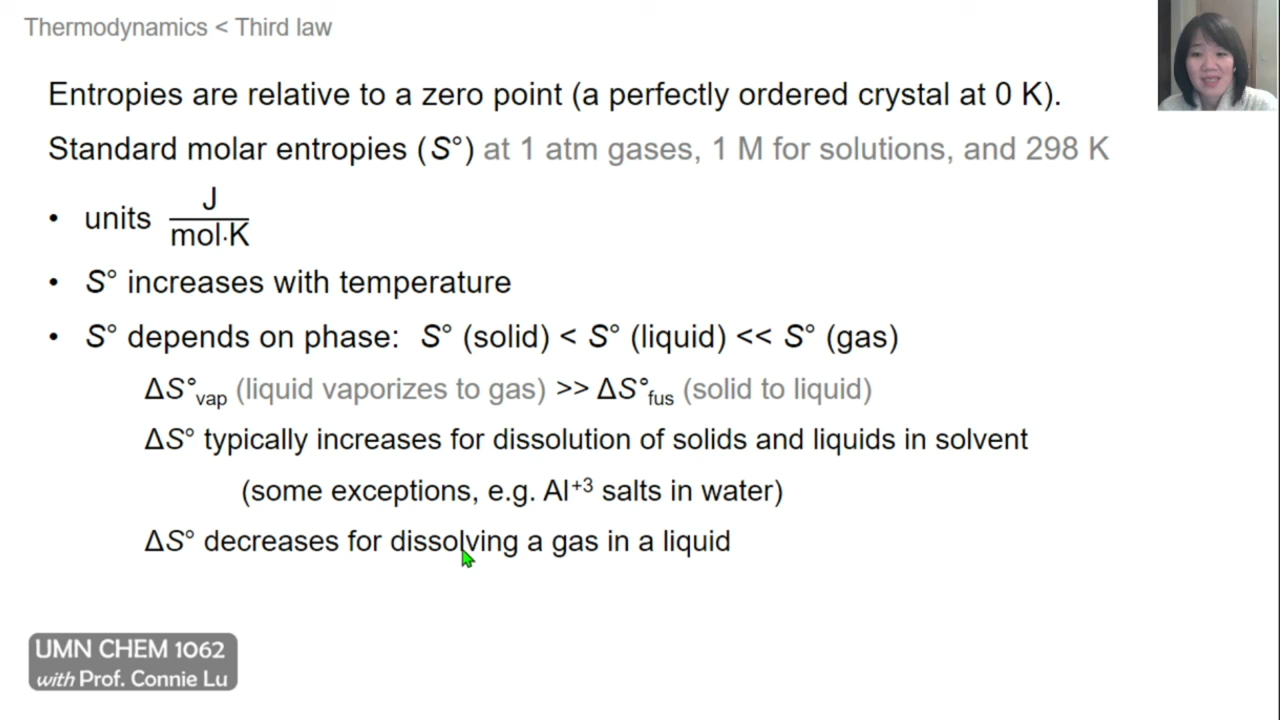 Thermodynamics < Third law
Entropies are relative to a zero point (a perfectly ordered crystal at 0 K).
Standard molar entropies (S°) at 1 atm gases, 1 M for solutions, and 298 K
• units J/mol·K
• S° increases with temperature
• S° depends on phase: S° (solid) < S° (liquid) << S° (gas)
ΔS°vap (liquid vaporizes to gas) >> ΔS°fus (solid to liquid)
ΔS° typically increases for dissolution of solids and liquids in solvent
(some exceptions, e.g. Al⁺³ salts in water)
ΔS° decreases for dissolving a gas in a liquid
UMN CHEM 1062
with Prof. Connie Lu